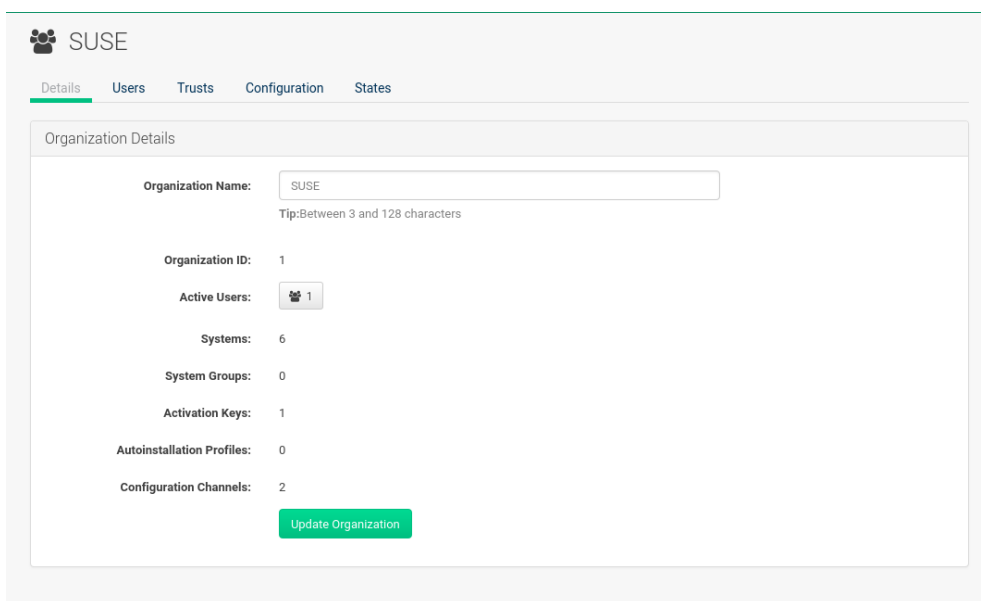 SUSE
Details Users Trusts Configuration States
Organization Details
Organization Name: SUSE
Tip:Between 3 and 128 characters
Organization ID: 1
Active Users: 1
Systems: 6
System Groups: 0
Activation Keys: 1
Autoinstallation Profiles: 0
Configuration Channels: 2
Update Organization